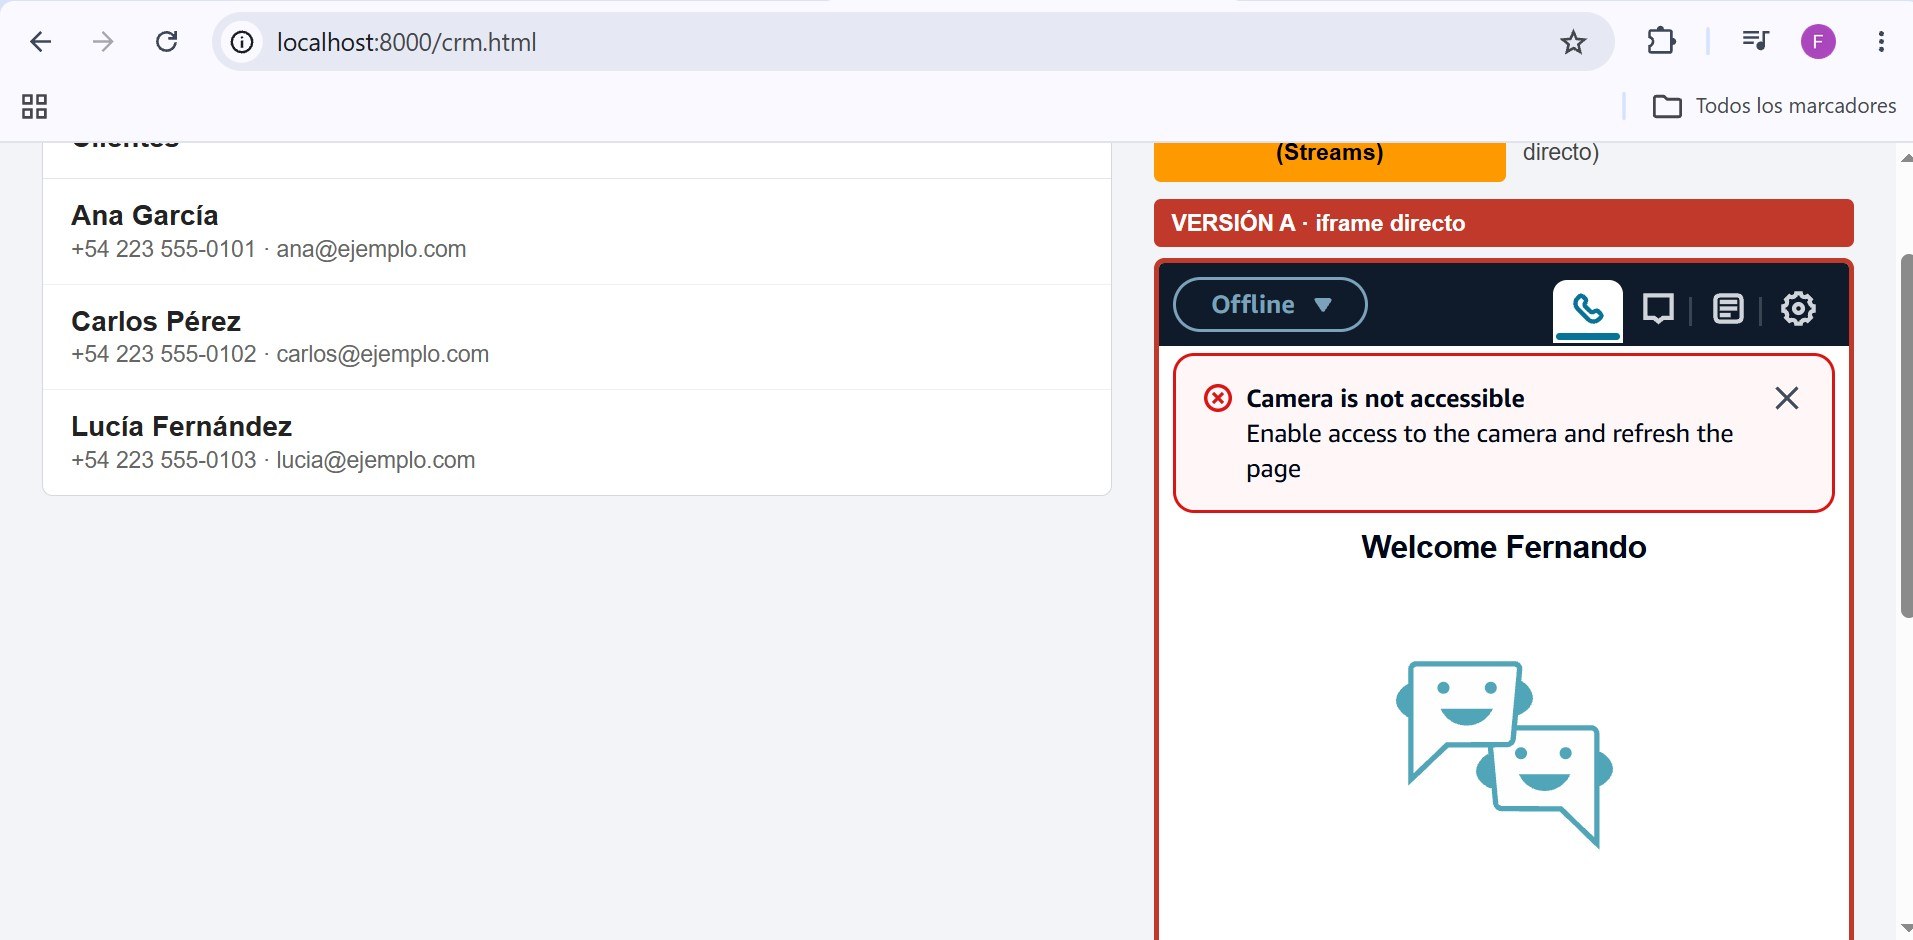 localhost:8000/crm.html
F
Todos los marcadores
Clientes
Ana García
+54 223 555-0101 · ana@ejemplo.com
Carlos Pérez
+54 223 555-0102 · carlos@ejemplo.com
Lucía Fernández
+54 223 555-0103 · lucia@ejemplo.com
(Streams)
directo)
VERSIÓN A · iframe directo
Offline
Camera is not accessible
Enable access to the camera and refresh the
page
Welcome Fernando